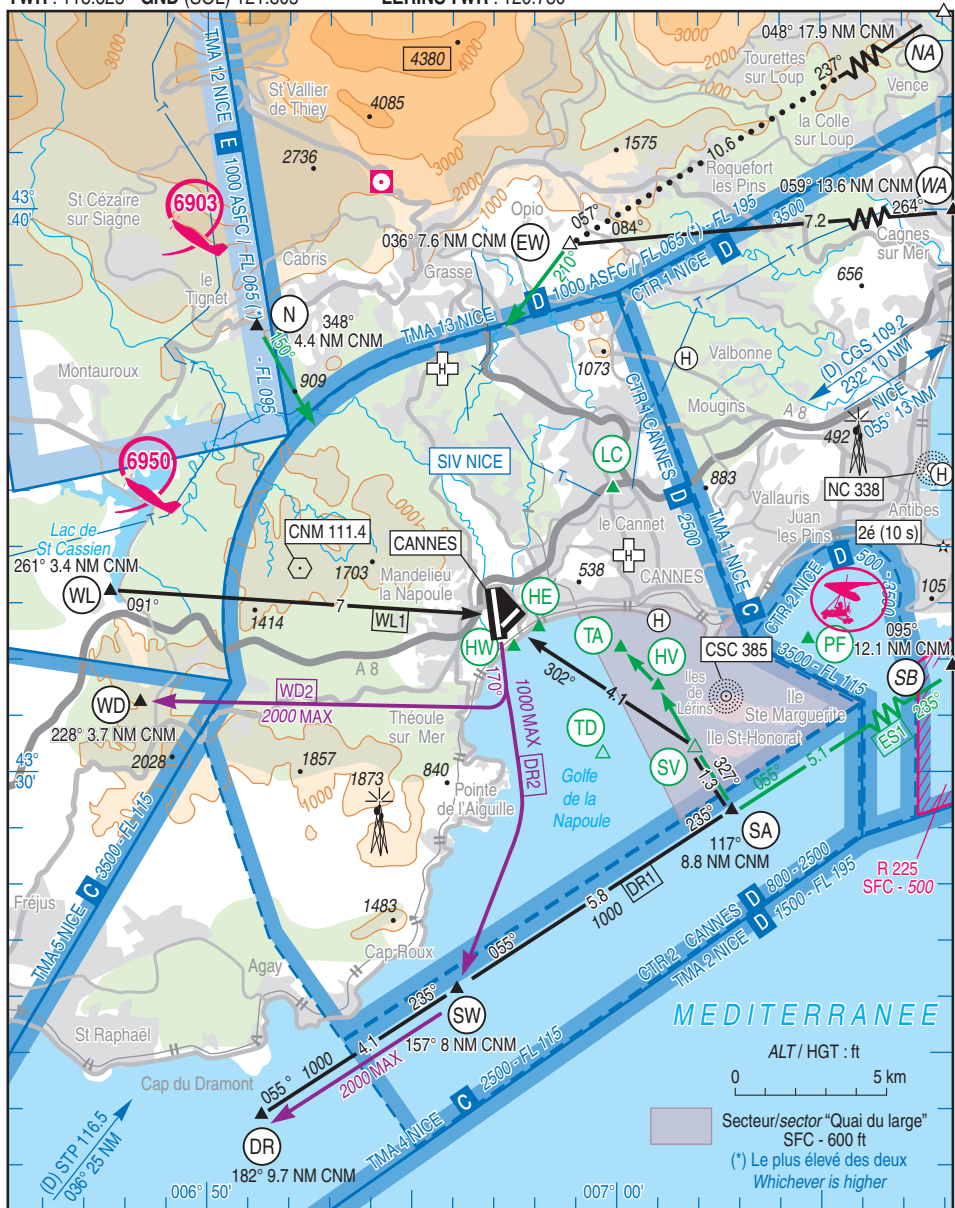 048° 17.9 NM CNM
NA
Tourettes
sur Loup
Vence
237°
TMA 12 NICE E 1000 ASFC / FL 065 (*) - FL 095
3000
4380
4000
3000
2000
1000
St Vallier
de Thiey
4085
2736
1575
10.6
la Colle
sur Loup
Roquefort
les Pins
43°
40'
St Cézaire
sur Siagne
6903
3000
2000
1000
Opio
057°
084°
059° 13.6 NM CNM
WA
264°
7.2
3500
036° 7.6 NM CNM
EW
210°
Cabris
Grasse
Cagnes
sur Mer
656
le
Tignet
N
348°
4.4 NM CNM
150°
TMA 13 NICE D 1000 ASFC / FL 065 (*) - FL 195
CTR 1 NICE D
909
Montauroux
1073
H
H
Valbonne
Mougins
A 8
(D) CGS 109.2
232° 10 NM
NICE
055° 13 NM
492
6950
SIV NICE
LC
CTR 1 CANNES D 2500
TMA 1 NICE C
3500 - FL 115
883
NC 338
H
Vallauris
Juan
les Pins
Antibes
Lac de
St Cassien
261° 3.4 NM CNM
CNM 111.4
CANNES
1000
1703
Mandelieu
la Napoule
le Cannet
H
CANNES
538
2é (10 s)
CTR 2 NICE D 500 - 3500
105
WL
091°
7
WL1
1414
HE
HW
TA
HV
H
CSC 385
PF
095°
12.1 NM CNM
SB
A 8
170°
302°
4.1
Iles
de
Lérins
Ile
Ste Marguerite
Ile St-Honorat
235°
WD
WD2
2000 MAX
228° 3.7 NM CNM
1000 MAX
DR2
Théoule
sur Mer
TD
SV
1.3
327°
055°
5.1
ES1
43°
30'
2028
1857
1873
1000
840
Pointe
de l'Aiguille
Golfe
de la
Napoule
235°
SA
117°
8.8 NM CNM
R 225
SFC - 500
5.8
1000
DR1
TMA 5 NICE C 3500 - FL 115
Fréjus
1483
Cap Roux
055°
CTR 2 CANNES D 800 - 2500
TMA 2 NICE D 1500 - FL 195
Agay
235°
SW
157° 8 NM CNM
MEDITERRANEE
St Raphaël
4.1
1000
055°
2000 MAX
Cap du Dramont
ALT / HGT : ft
0 5 km
DR
182° 9.7 NM CNM
TMA 4 NICE C 2500 - FL 115
(D) STP 116.5
036° 25 NM
Secteur/sector “Quai du large”
SFC - 600 ft
(*) Le plus élevé des deux
Whichever is higher
006° 50'
007° 00'